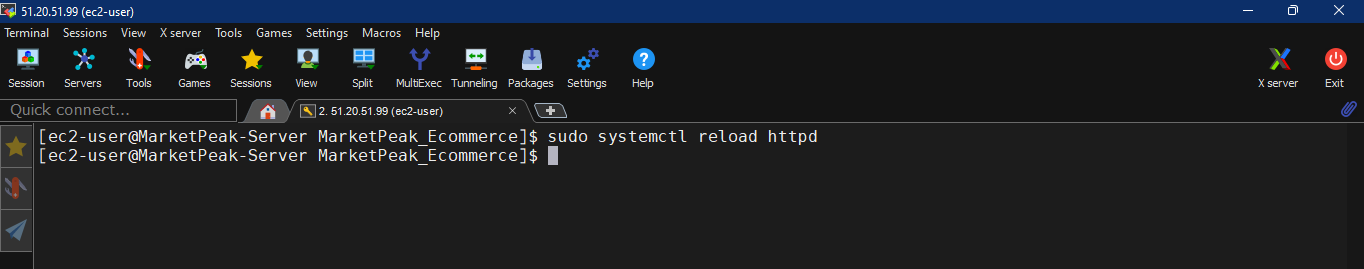 51.20.51.99 (ec2-user)
Terminal Sessions View X server Tools Games Settings Macros Help
Session Servers Tools Games Sessions View Split MultiExec Tunneling Packages Settings Help X server Exit
Quick connect... 2. 51.20.51.99 (ec2-user)
[ec2-user@MarketPeak-Server MarketPeak_Ecommerce]$ sudo systemctl reload httpd
[ec2-user@MarketPeak-Server MarketPeak_Ecommerce]$